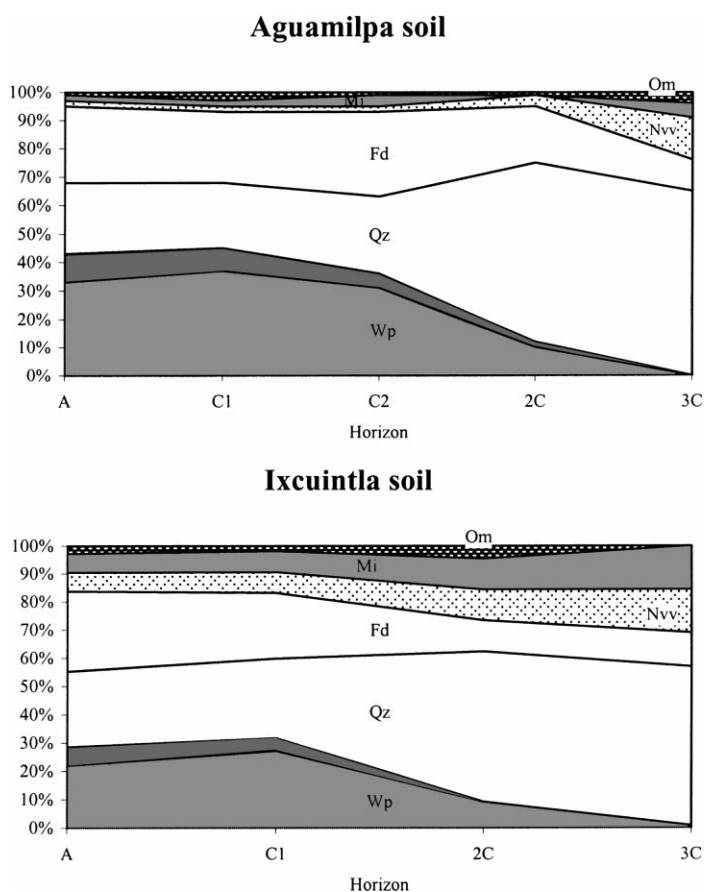 Aguamilpa soil
Om
100%
Mi
90%
Nvv
80%
Fd
70%
60%
50%
Qz
40%
30%
20%
Wp
10%
0%
A C1 C2 2C 3C
Horizon
Ixcuintla soil
Om
100%
Mi
90%
80%
Nvv
70%
Fd
60%
50%
40%
Qz
30%
20%
10%
Wp
0%
A C1 2C 3C
Horizon